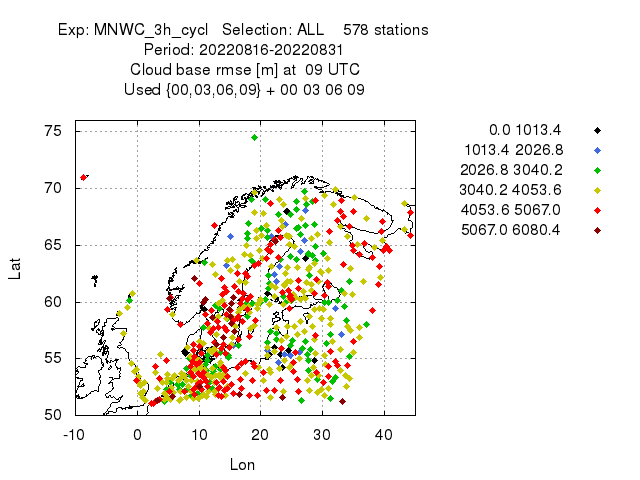 Exp: MNWC_3h_cycl   Selection: ALL    578 stations
Period: 20220816-20220831
Cloud base rmse [m] at  09 UTC
Used {00,03,06,09} + 00 03 06 09
0.0 1013.4
1013.4 2026.8
2026.8 3040.2
3040.2 4053.6
4053.6 5067.0
5067.0 6080.4
75
70
65
60
55
50
Lat
-10 0 10 20 30 40
Lon